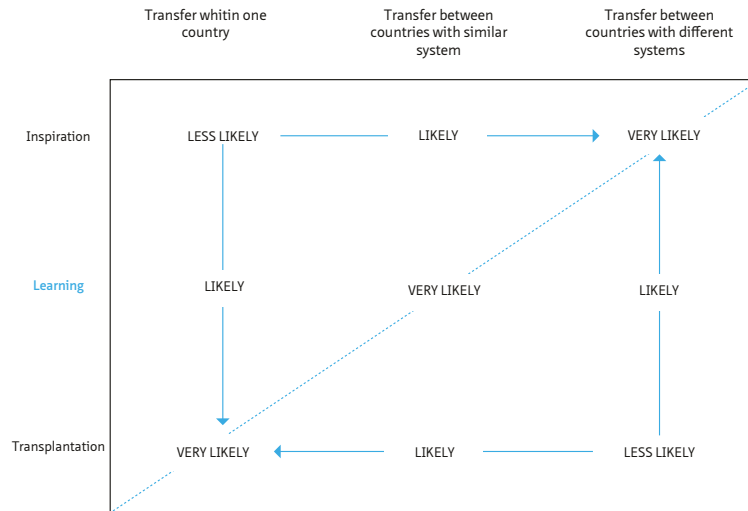 Transfer whitin one
country
Transfer between
countries with similar
system
Transfer between
countries with different
systems
Inspiration
LESS LIKELY
LIKELY
VERY LIKELY
Learning
LIKELY
VERY LIKELY
LIKELY
Transplantation
VERY LIKELY
LIKELY
LESS LIKELY